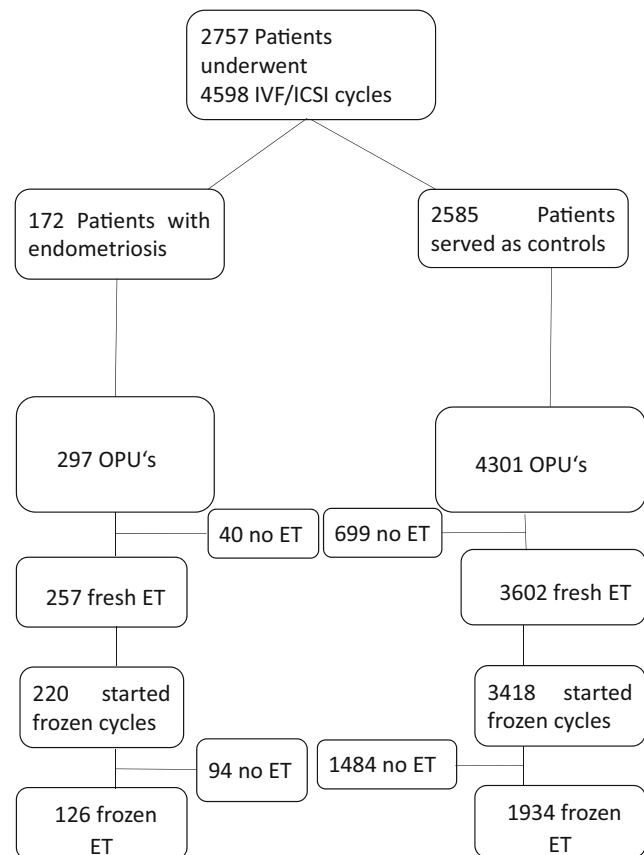 2757 Patients
underwent
4598 IVF/ICSI cycles
172 Patients with
endometriosis
2585 Patients
served as controls
297 OPU‘s
4301 OPU‘s
40 no ET
699 no ET
257 fresh ET
3602 fresh ET
220 started
frozen cycles
3418 started
frozen cycles
94 no ET
1484 no ET
126 frozen
ET
1934 frozen
ET